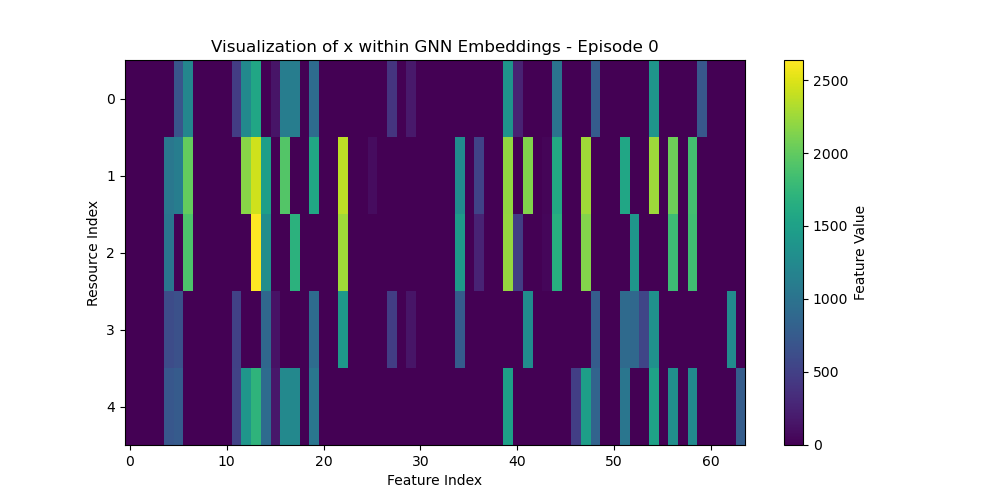 Visualization of x within GNN Embeddings - Episode 0
Resource Index
0
1
2
3
4
0 10 20 30 40 50 60
Feature Index
2500
2000
1500
1000
500
0
Feature Value